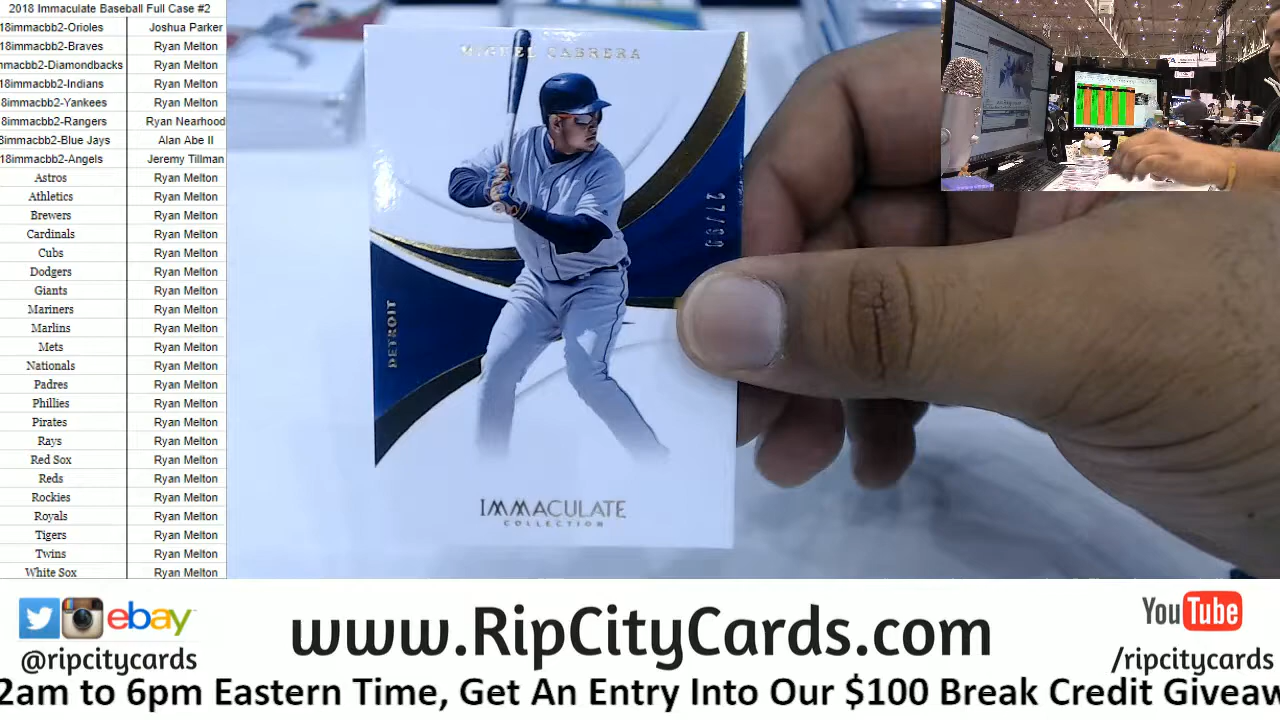 2018 Immaculate Baseball Full Case #2
18immacbb2-Orioles Joshua Parker
18immacbb2-Braves Ryan Melton
mmacbb2-Diamondbacks Ryan Melton
18immacbb2-Indians Ryan Melton
8immacbb2-Yankees Ryan Melton
8immacbb2-Rangers Ryan Nearhood
8immacbb2-Blue Jays Alan Abe II
18immacbb2-Angels Jeremy Tillman
Astros Ryan Melton
Athletics Ryan Melton
Brewers Ryan Melton
Cardinals Ryan Melton
Cubs Ryan Melton
Dodgers Ryan Melton
Giants Ryan Melton
Mariners Ryan Melton
Marlins Ryan Melton
Mets Ryan Melton
Nationals Ryan Melton
Padres Ryan Melton
Phillies Ryan Melton
Pirates Ryan Melton
Rays Ryan Melton
Red Sox Ryan Melton
Reds Ryan Melton
Rockies Ryan Melton
Royals Ryan Melton
Tigers Ryan Melton
Twins Ryan Melton
White Sox Ryan Melton
MIGUEL CABRERA
DETROIT
IMMACULATE
COLLECTION
ebay
@ripcitycards
www.RipCityCards.com
YouTube
/ripcitycards
2am to 6pm Eastern Time, Get An Entry Into Our $100 Break Credit Giveaw